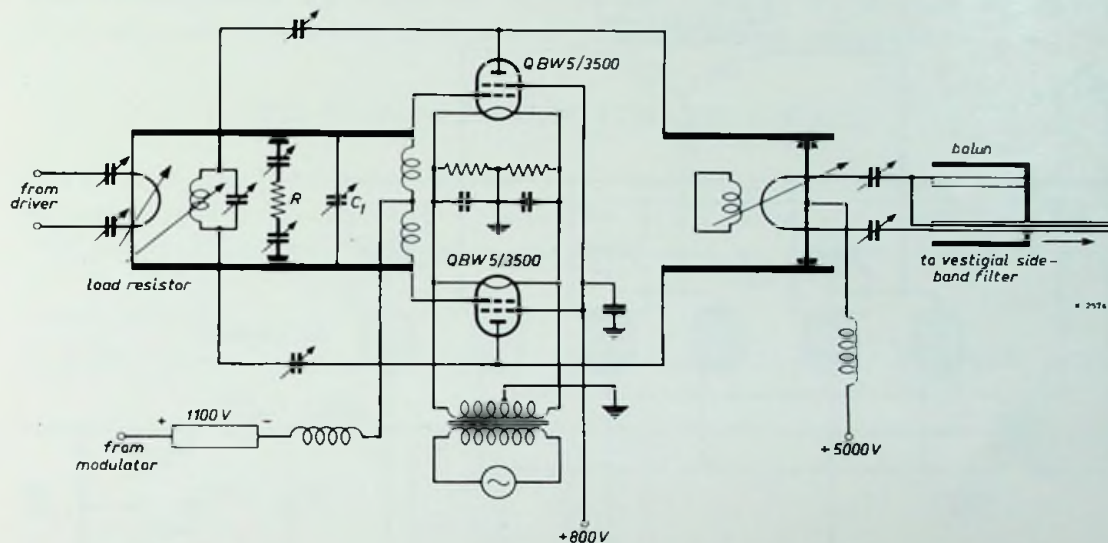 QBW5/3500
from
driver
R
C1
load resistor
QBW5/3500
balun
to vestigial side-
band filter
+ 1100 V -
from
modulator
+5000V
+800V